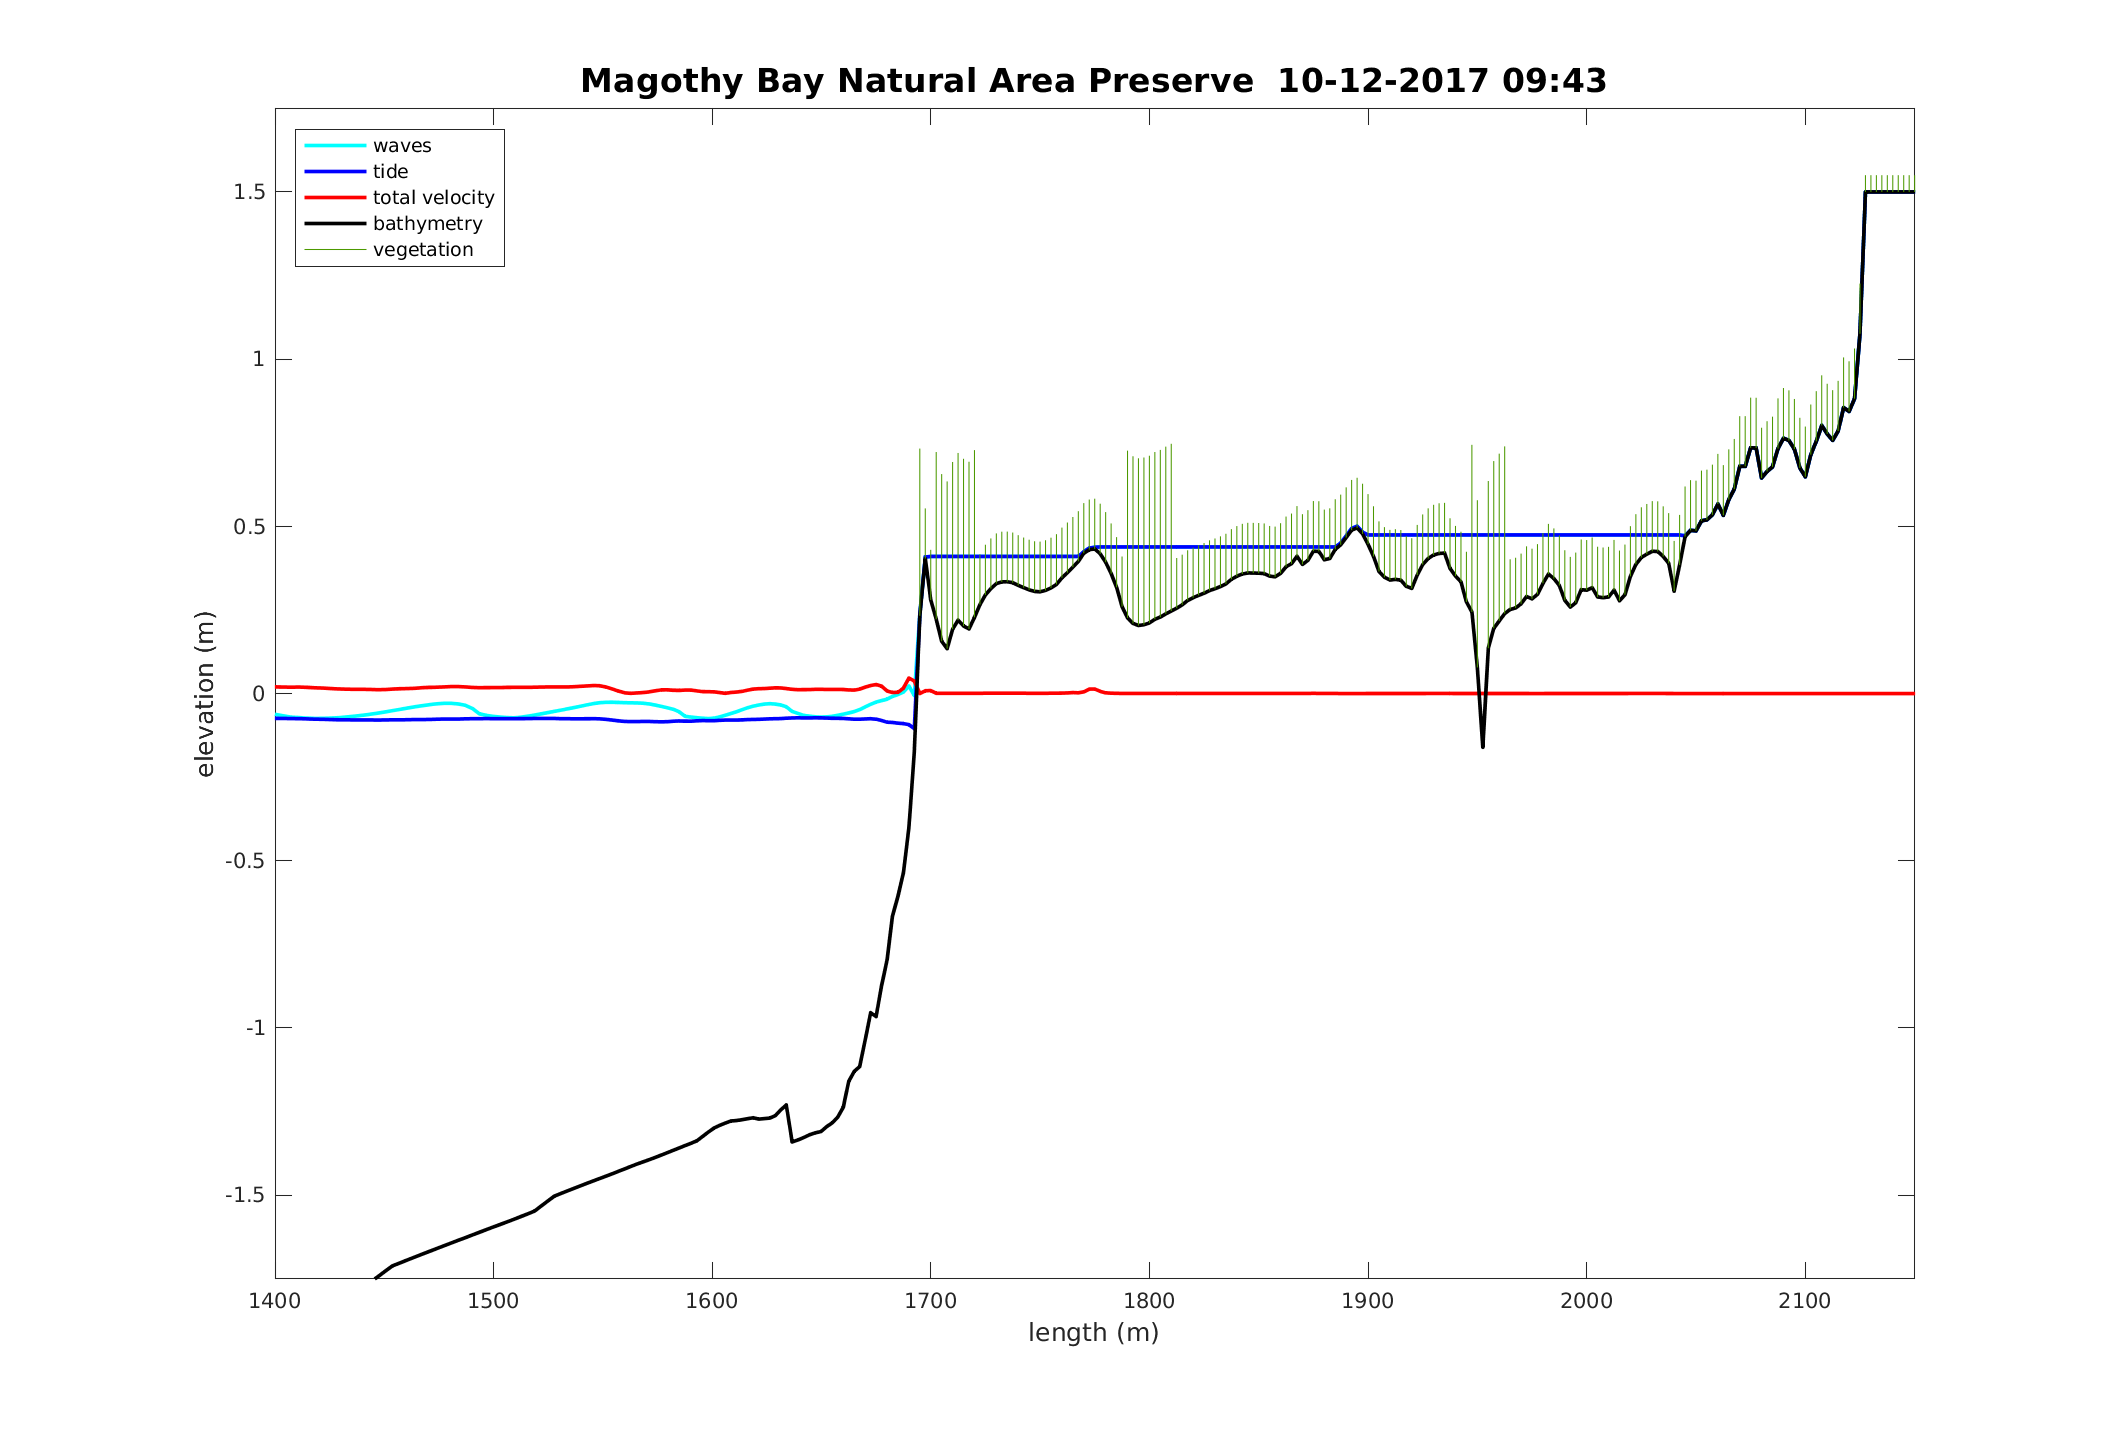 Magothy Bay Natural Area Preserve  10-12-2017 09:43
waves
tide
total velocity
bathymetry
vegetation
1.5
1
0.5
0
-0.5
-1
-1.5
elevation (m)
1400 1500 1600 1700 1800 1900 2000 2100
length (m)